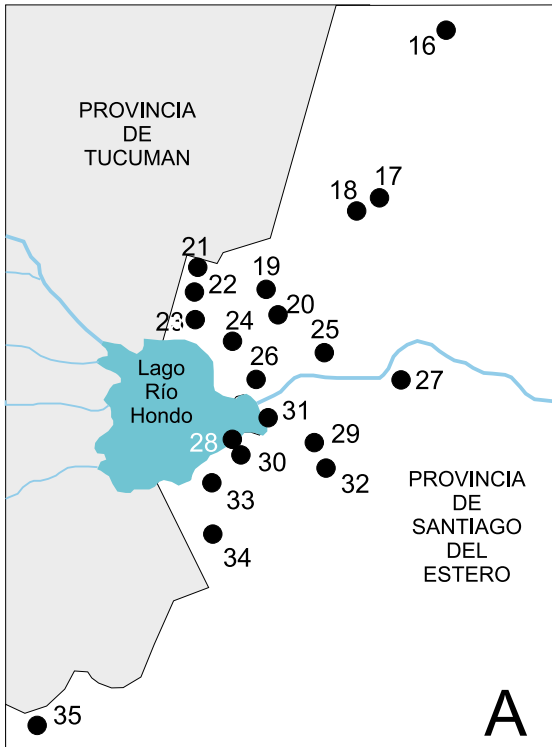 16
PROVINCIA
DE
TUCUMAN
18
17
21
19
22
20
23
24
25
Lago
Río
Hondo
26
27
31
28
29
30
32
33
PROVINCIA
DE
SANTIAGO
DEL
ESTERO
34
35
A